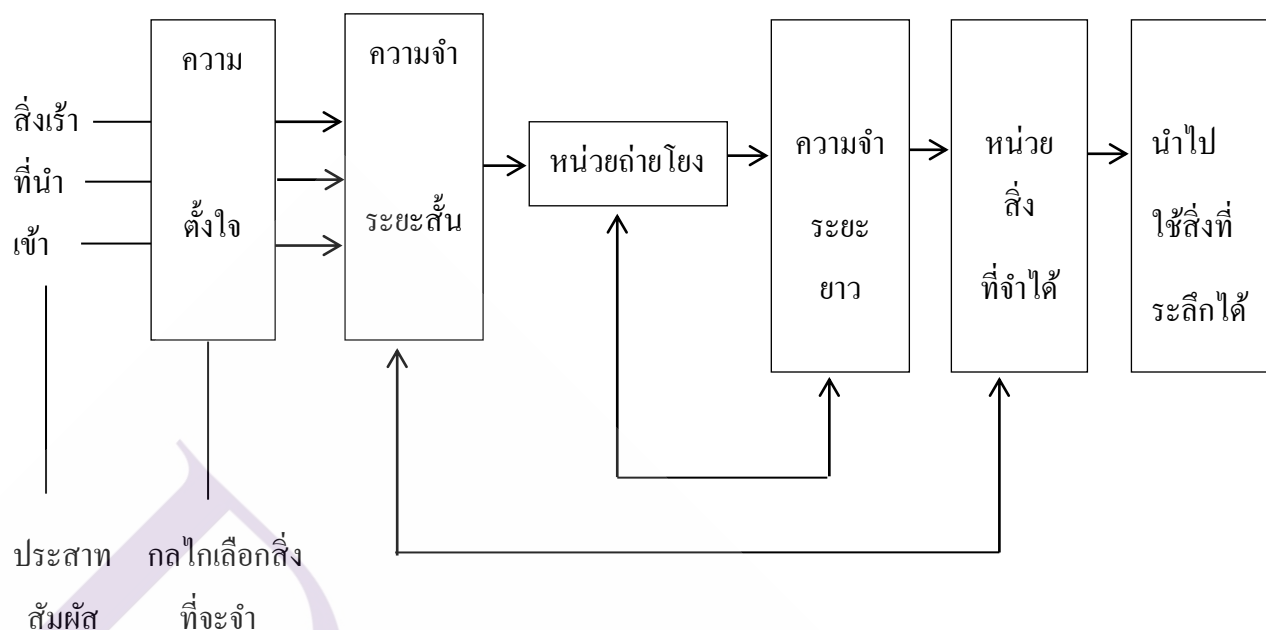 สิ่งเร้า
ที่นำ
เข้า
ความ
ตั้งใจ
ความจำ
ระยะสั้น
หน่วยถ่ายโยง
ความจำ
ระยะ
ยาว
หน่วย
สิ่ง
ที่จำได้
นำไป
ใช้สิ่งที่
ระลึกได้
ประสาท
สัมผัส
กลไกเลือกสิ่ง
ที่จะจำ